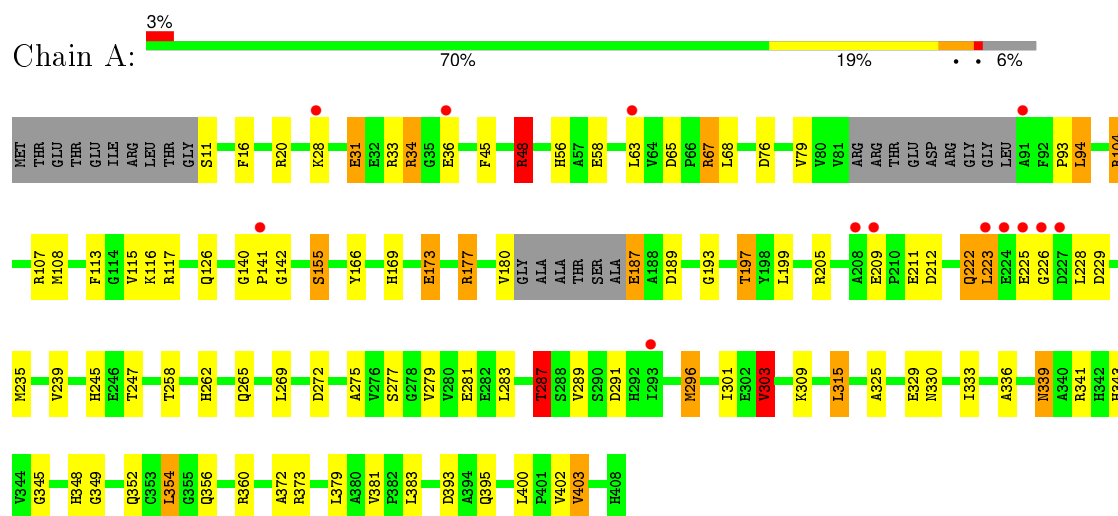 3%
Chain A:
70% 19% • • 6%
MET THR GLU THR GLU ILE ARG LEU THR GLY S11 F16 R20 K28 E31 E32 R33 R34 G35 E36 F45 R48 H56 A57 E58 L63 V64 D65 P66 R67 L68 D76 V79 V80 V81 ARG ARG THR GLU ASP ARG GLY GLY LEU A91 F92 D93 L94
R107 M108 F113 G114 V115 K116 R117 Q126 G140 P141 G142 S155 Y166 H169 E173 R177 V180 GLY ALA ALA THR SER ALA E187 A188 D189 G193 T197 Y198 L199 R205 A208 E209 P210 E211 D212 Q222 L223 E224 E225 G226 D227 L228 D229
M235 V239 H245 E246 T247 T258 H262 Q265 L269 D272 A275 V276 S277 G278 V279 V280 E281 E282 L283 T287 S288 V289 S290 D291 H292 I293 M296 I301 E302 V303 K309 L315 A325 E329 N330 I333 A336 N339 A340 R341 H342
V344 G345 H348 G349 Q352 C353 L354 G355 Q356 R360 A372 R373 L379 A380 V381 P382 L383 D393 A394 Q395 L400 P401 V402 V403 H408